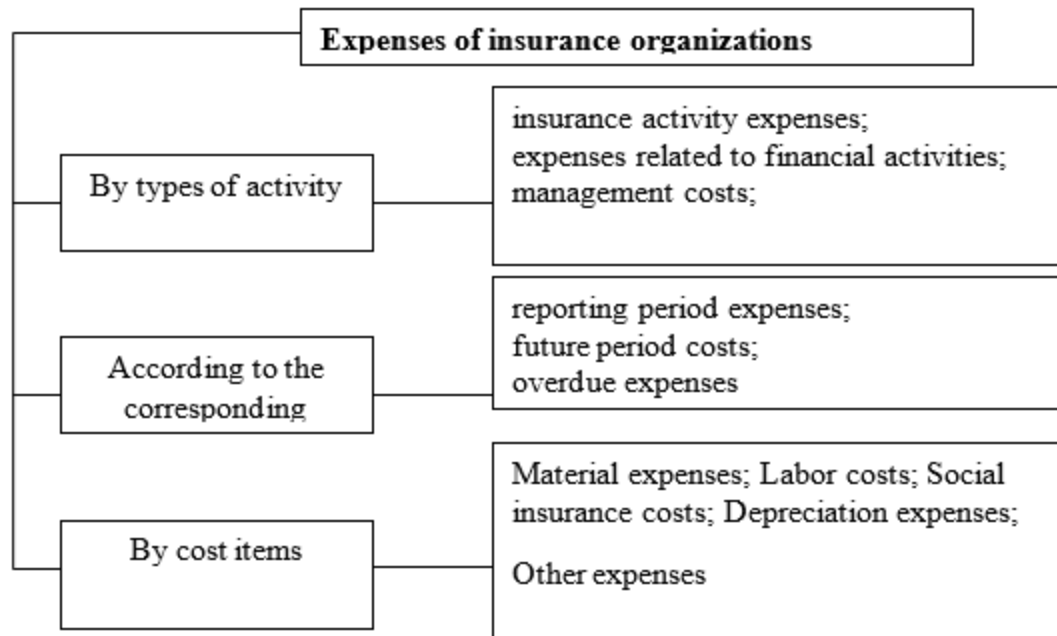 Expenses of insurance organizations
By types of activity
insurance activity expenses;
expenses related to financial activities;
management costs;
According to the
corresponding
reporting period expenses;
future period costs;
overdue expenses
By cost items
Material expenses; Labor costs; Social
insurance costs; Depreciation expenses;
Other expenses